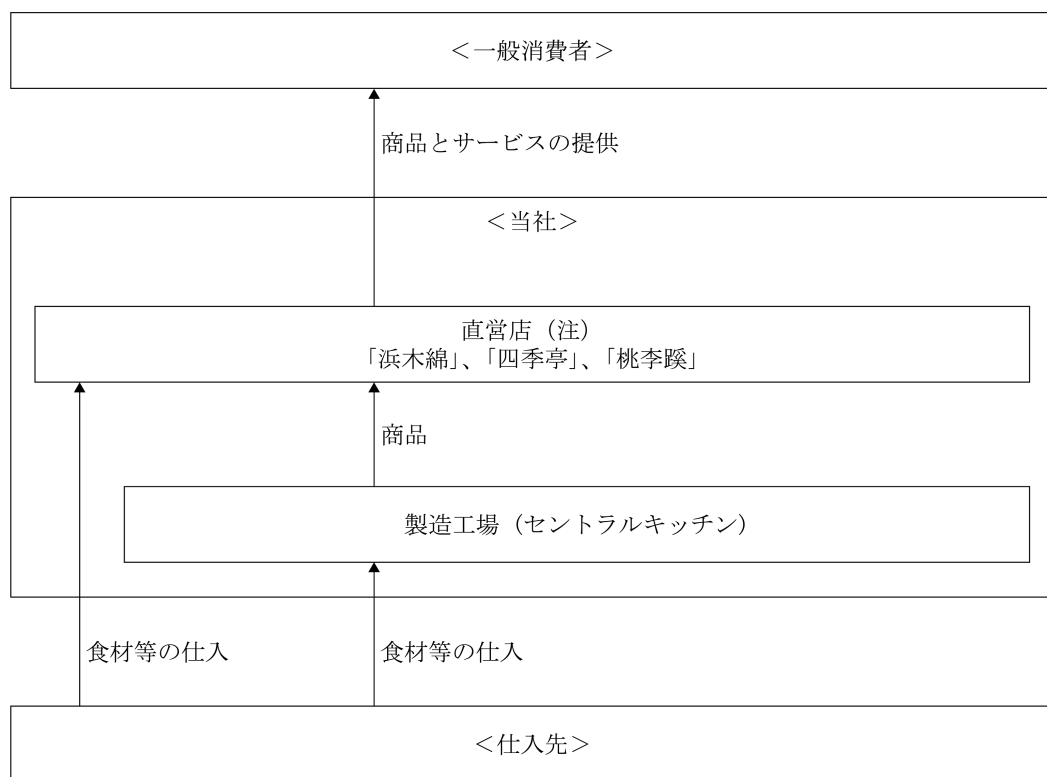 ＜一般消費者＞
商品とサービスの提供
＜当社＞
直営店（注）
「浜木綿」、「四季亭」、「桃李蹊」
商品
製造工場（セントラルキッチン）
食材等の仕入
食材等の仕入
＜仕入先＞